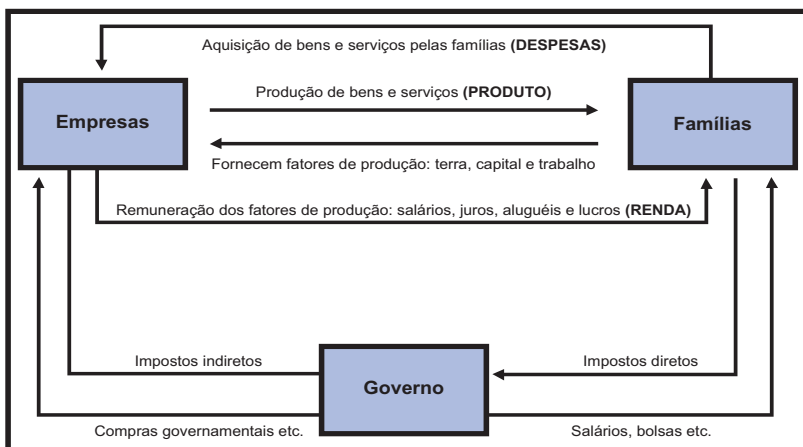 Aquisição de bens e serviços pelas famílias (DESPESAS)
Produção de bens e serviços (PRODUTO)
Empresas
Famílias
Fornecem fatores de produção: terra, capital e trabalho
Remuneração dos fatores de produção: salários, juros, aluguéis e lucros (RENDA)
Impostos indiretos
Impostos diretos
Governo
Compras governamentais etc.
Salários, bolsas etc.